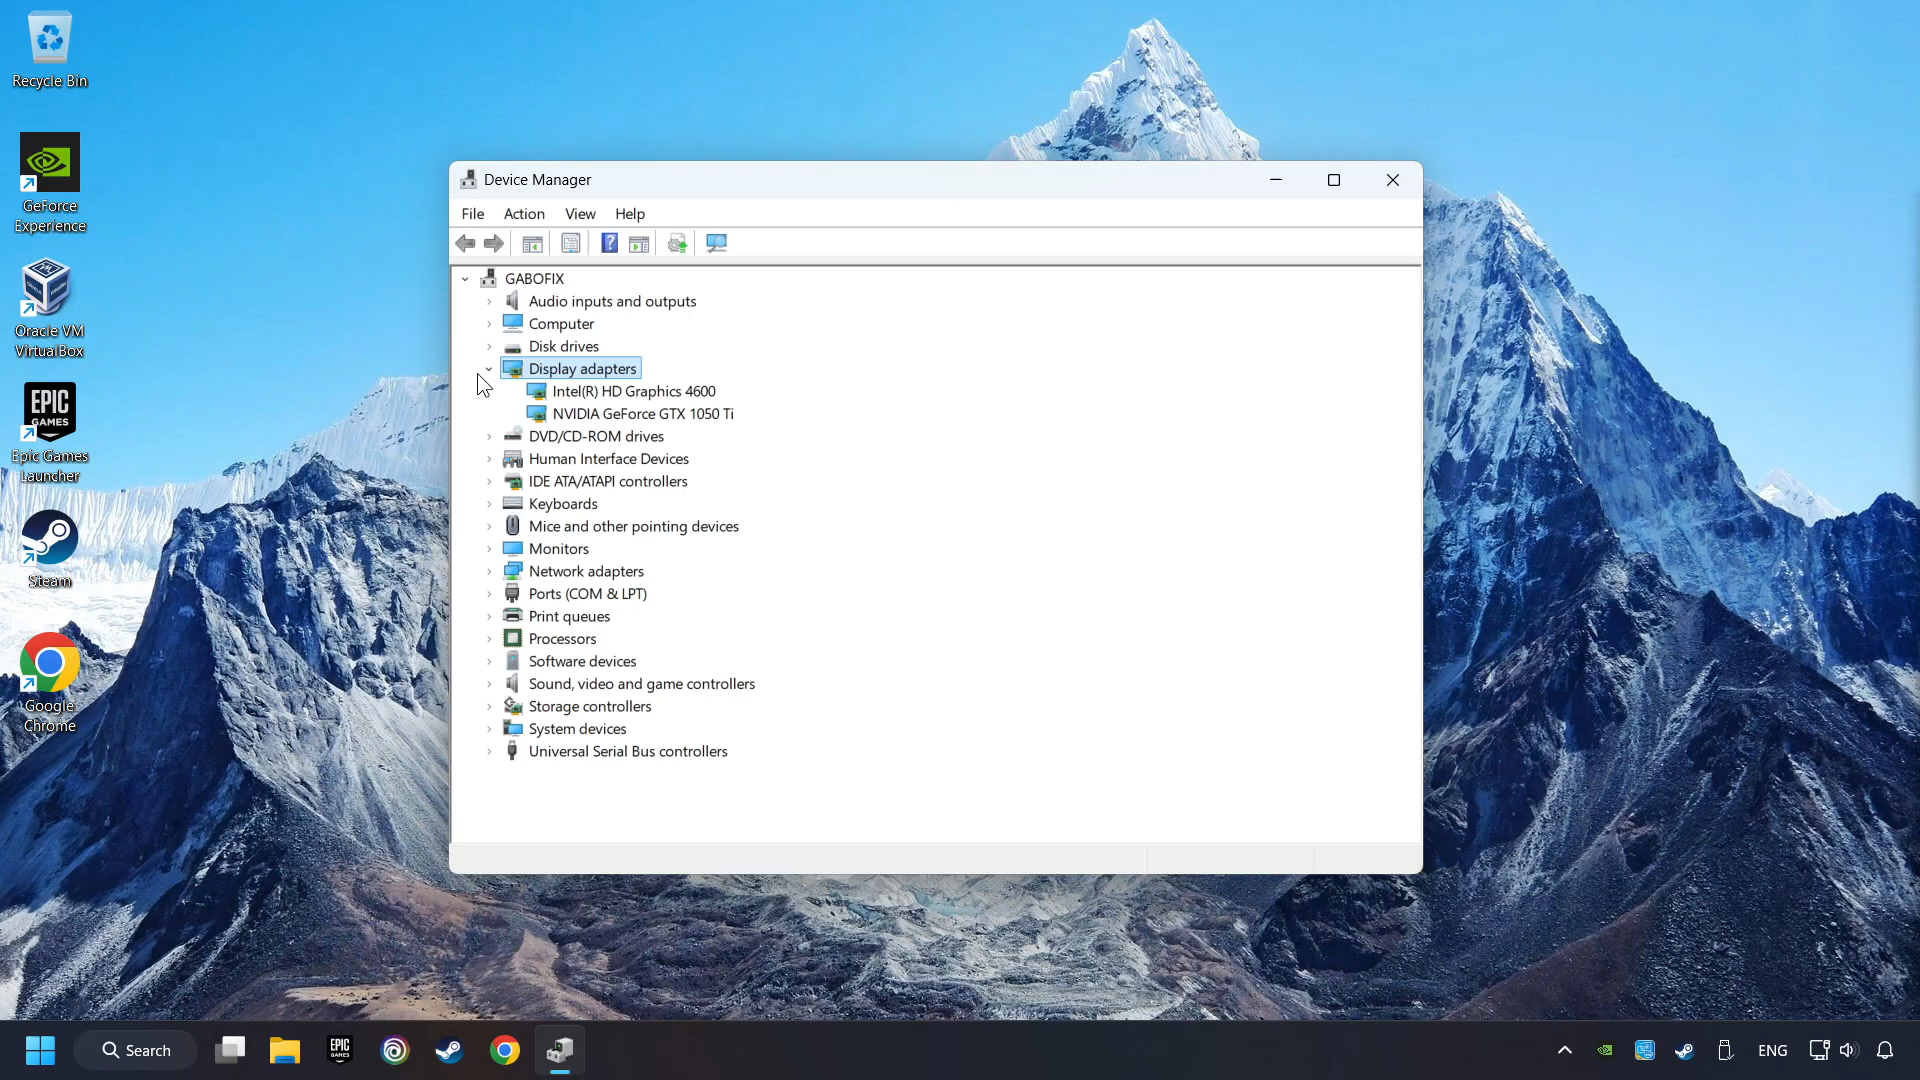 Recycle Bin
GeForce
Experience
Oracle VM
VirtualBox
EPIC
GAMES
Epic Games
Launcher
Steam
Google
Chrome
Device Manager
File Action View Help
GABOFIX
Audio inputs and outputs
Computer
Disk drives
Display adapters
Intel(R) HD Graphics 4600
NVIDIA GeForce GTX 1050 Ti
DVD/CD-ROM drives
Human Interface Devices
IDE ATA/ATAPI controllers
Keyboards
Mice and other pointing devices
Monitors
Network adapters
Ports (COM & LPT)
Print queues
Processors
Software devices
Sound, video and game controllers
Storage controllers
System devices
Universal Serial Bus controllers
Search
EPIC
GAMES
ENG